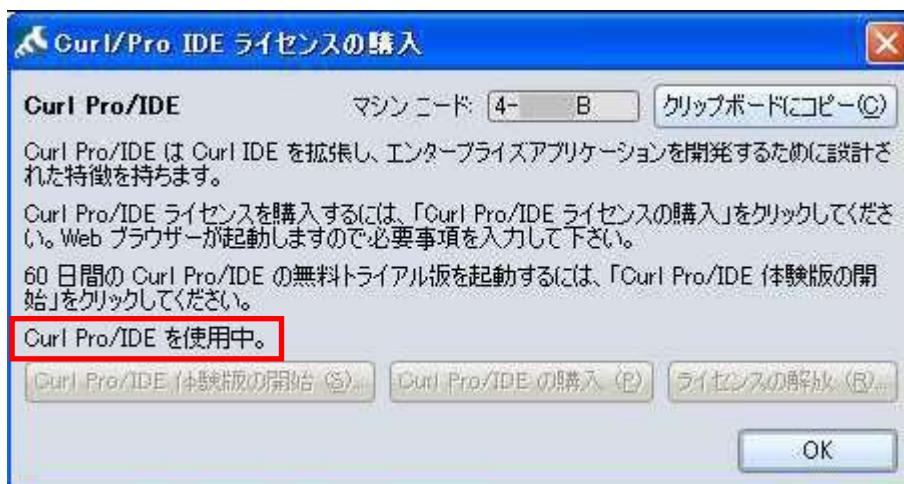 Curl/Pro IDE ライセンスの購入
Curl Pro/IDE マシン コード: 4- B クリップボードにコピー(C)
Curl Pro/IDE は Curl IDE を拡張し、エンタープライズアプリケーションを開発するために設計さ
れた特徴を持ちます。
Curl Pro/IDE ライセンスを購入するには、「Curl Pro/IDE ライセンスの購入」をクリックしてくださ
い。Web ブラウザーが起動しますので必要事項を入力して下さい。
60 日間の Curl Pro/IDE の無料トライアル版を起動するには、「Curl Pro/IDE 体験版の開
始」をクリックしてください。
Curl Pro/IDE を使用中。
Curl Pro/IDE 体験版の開始 (S)... Curl Pro/IDE の購入 (P) ライセンスの解放 (R)...
OK